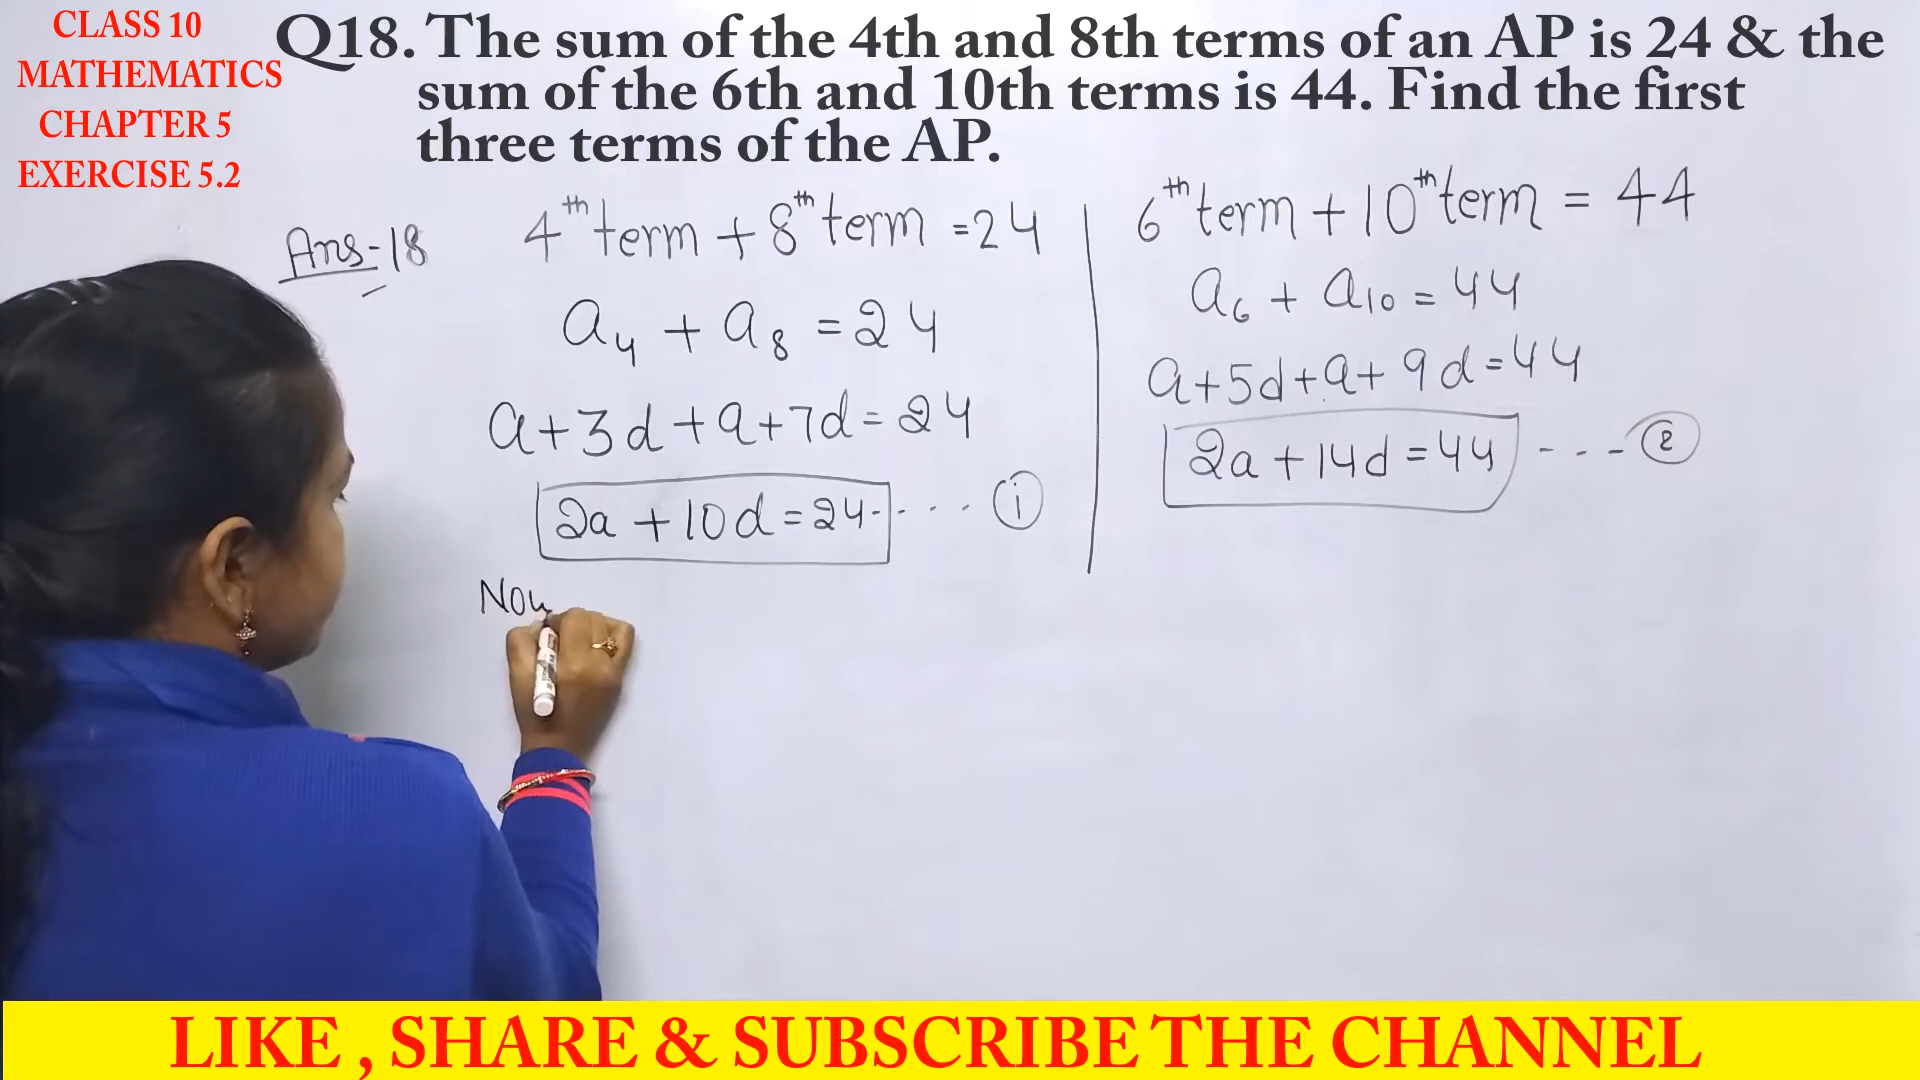 CLASS 10
MATHEMATICS
CHAPTER 5
EXERCISE 5.2
Q18. The sum of the 4th and 8th terms of an AP is 24 & the
sum of the 6th and 10th terms is 44. Find the first
three terms of the AP.
Ans-18
4th term + 8th term = 24
a₄ + a₈ = 24
a+3d+a+7d=24
2a+10d=24 - - - - ①
Now
6th term + 10th term = 44
a₆ + a₁₀ = 44
a+5d+a+9d=44
2a+14d=44 - - - ②
LIKE , SHARE & SUBSCRIBE THE CHANNEL